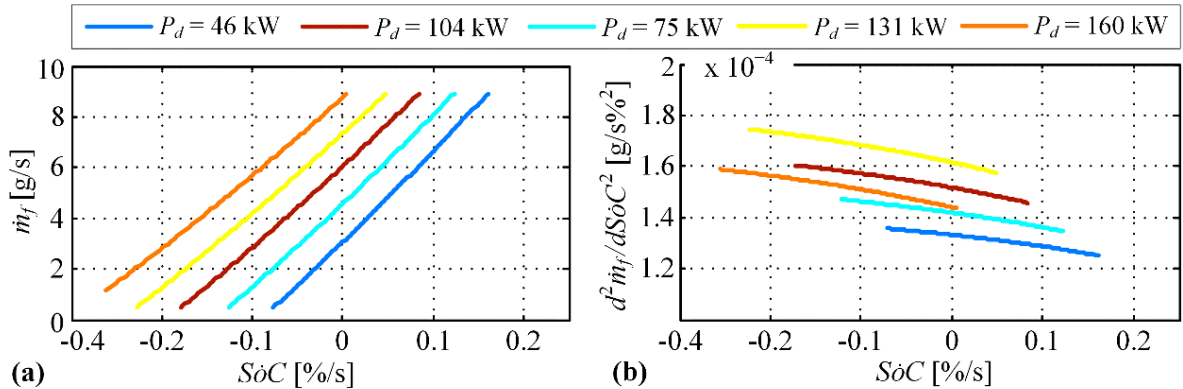 P_d = 46 kW P_d = 104 kW P_d = 75 kW P_d = 131 kW P_d = 160 kW
10
8
6
4
2
0
ṁ_f [g/s]
-0.4 -0.2 -0.1 0 0.1 0.2
(a)
SȯC [%/s]
x 10^-4
2
1.8
1.6
1.4
1.2
d²ṁ_f/dSȯC² [g/s%²]
-0.4 -0.2 0 0.1 0.2
(b)
SȯC [%/s]